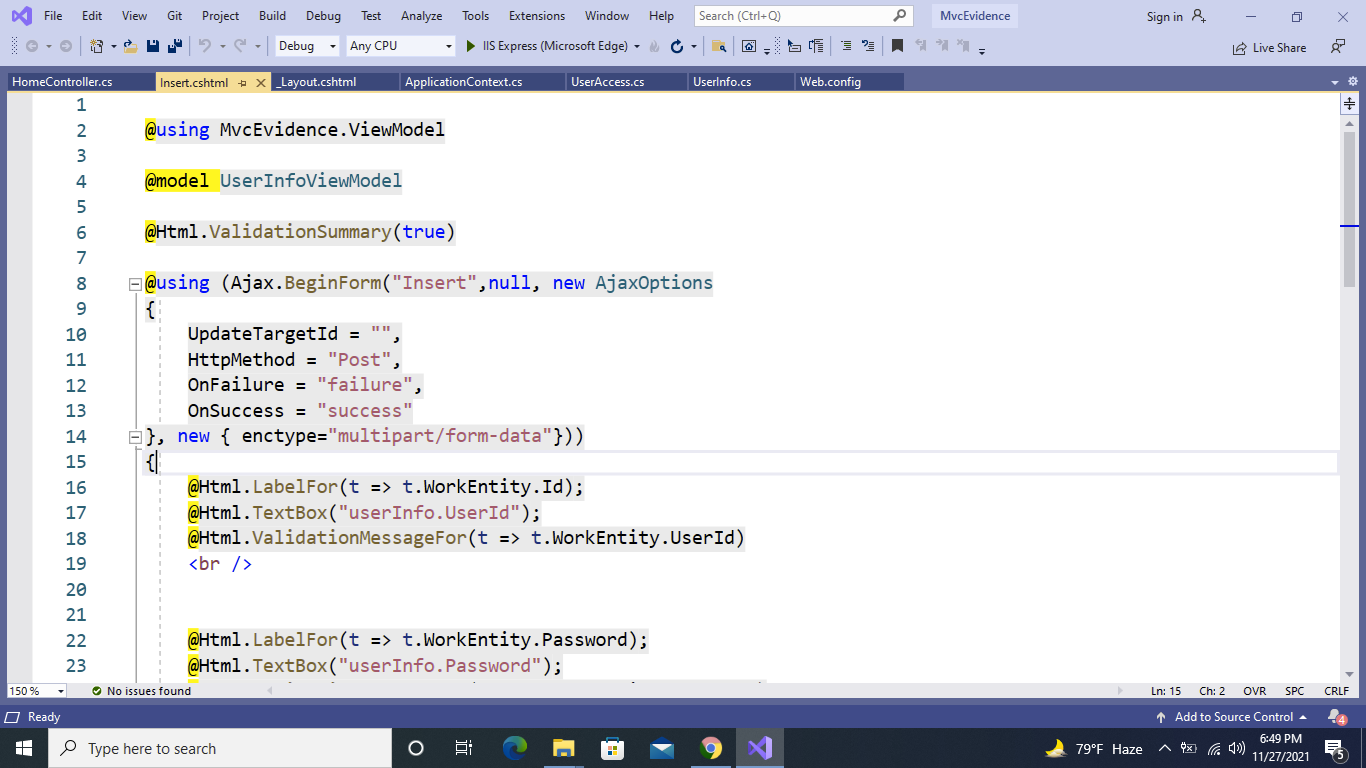 File Edit View Git Project Build Debug Test Analyze Tools Extensions Window Help Search (Ctrl+Q) MvcEvidence Sign in
Debug Any CPU IIS Express (Microsoft Edge) Live Share
HomeController.cs Insert.cshtml _Layout.cshtml ApplicationContext.cs UserAccess.cs UserInfo.cs Web.config
1
2 @using MvcEvidence.ViewModel
3
4 @model UserInfoViewModel
5
6 @Html.ValidationSummary(true)
7
8 @using (Ajax.BeginForm("Insert",null, new AjaxOptions
9 {
10 UpdateTargetId = "",
11 HttpMethod = "Post",
12 OnFailure = "failure",
13 OnSuccess = "success"
14 }, new { enctype="multipart/form-data"}))
15 {
16 @Html.LabelFor(t => t.WorkEntity.Id);
17 @Html.TextBox("userInfo.UserId");
18 @Html.ValidationMessageFor(t => t.WorkEntity.UserId)
19 <br />
20
21
22 @Html.LabelFor(t => t.WorkEntity.Password);
23 @Html.TextBox("userInfo.Password");
150 % No issues found Ln: 15 Ch: 2 OVR SPC CRLF
Ready Add to Source Control 4
Type here to search 79°F Haze 6:49 PM
11/27/2021 5